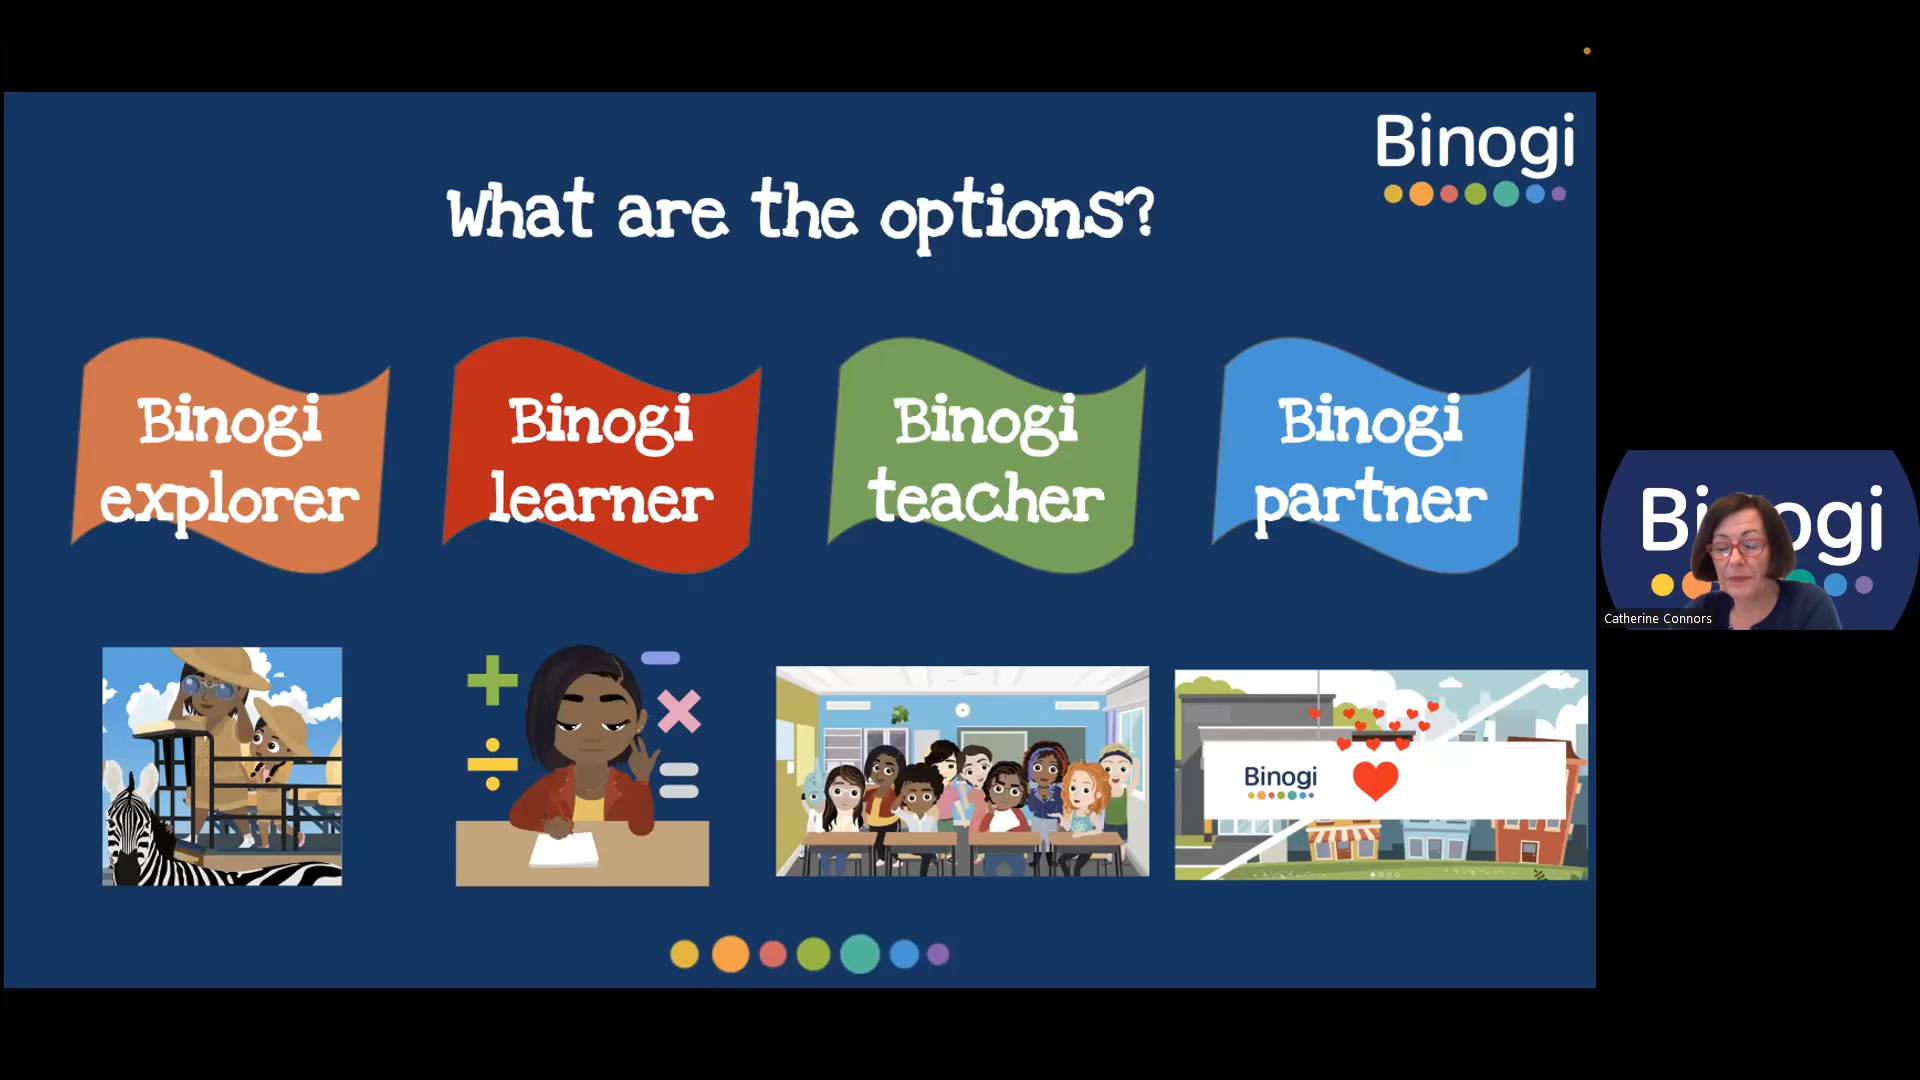 Binogi
What are the options?
Binogi
explorer
Binogi
learner
Binogi
teacher
Binogi
partner
Binogi
Catherine Connors
Binogi